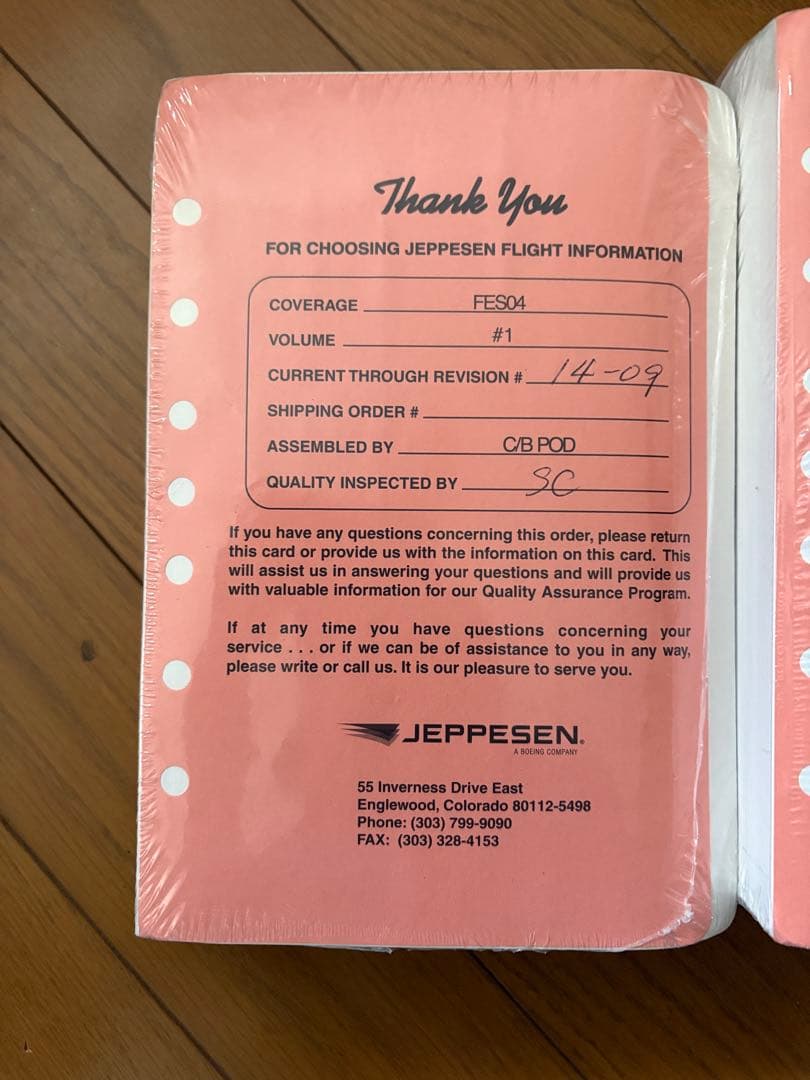 Thank You
FOR CHOOSING JEPPESEN FLIGHT INFORMATION
COVERAGE FES04
VOLUME #1
CURRENT THROUGH REVISION # 14-09
SHIPPING ORDER #
ASSEMBLED BY C/B POD
QUALITY INSPECTED BY SC
If you have any questions concerning this order, please return
this card or provide us with the information on this card. This
will assist us in answering your questions and will provide us
with valuable information for our Quality Assurance Program.
If at any time you have questions concerning your
service . . . or if we can be of assistance to you in any way,
please write or call us. It is our pleasure to serve you.
JEPPESEN®
A BOEING COMPANY
55 Inverness Drive East
Englewood, Colorado 80112-5498
Phone: (303) 799-9090
FAX: (303) 328-4153